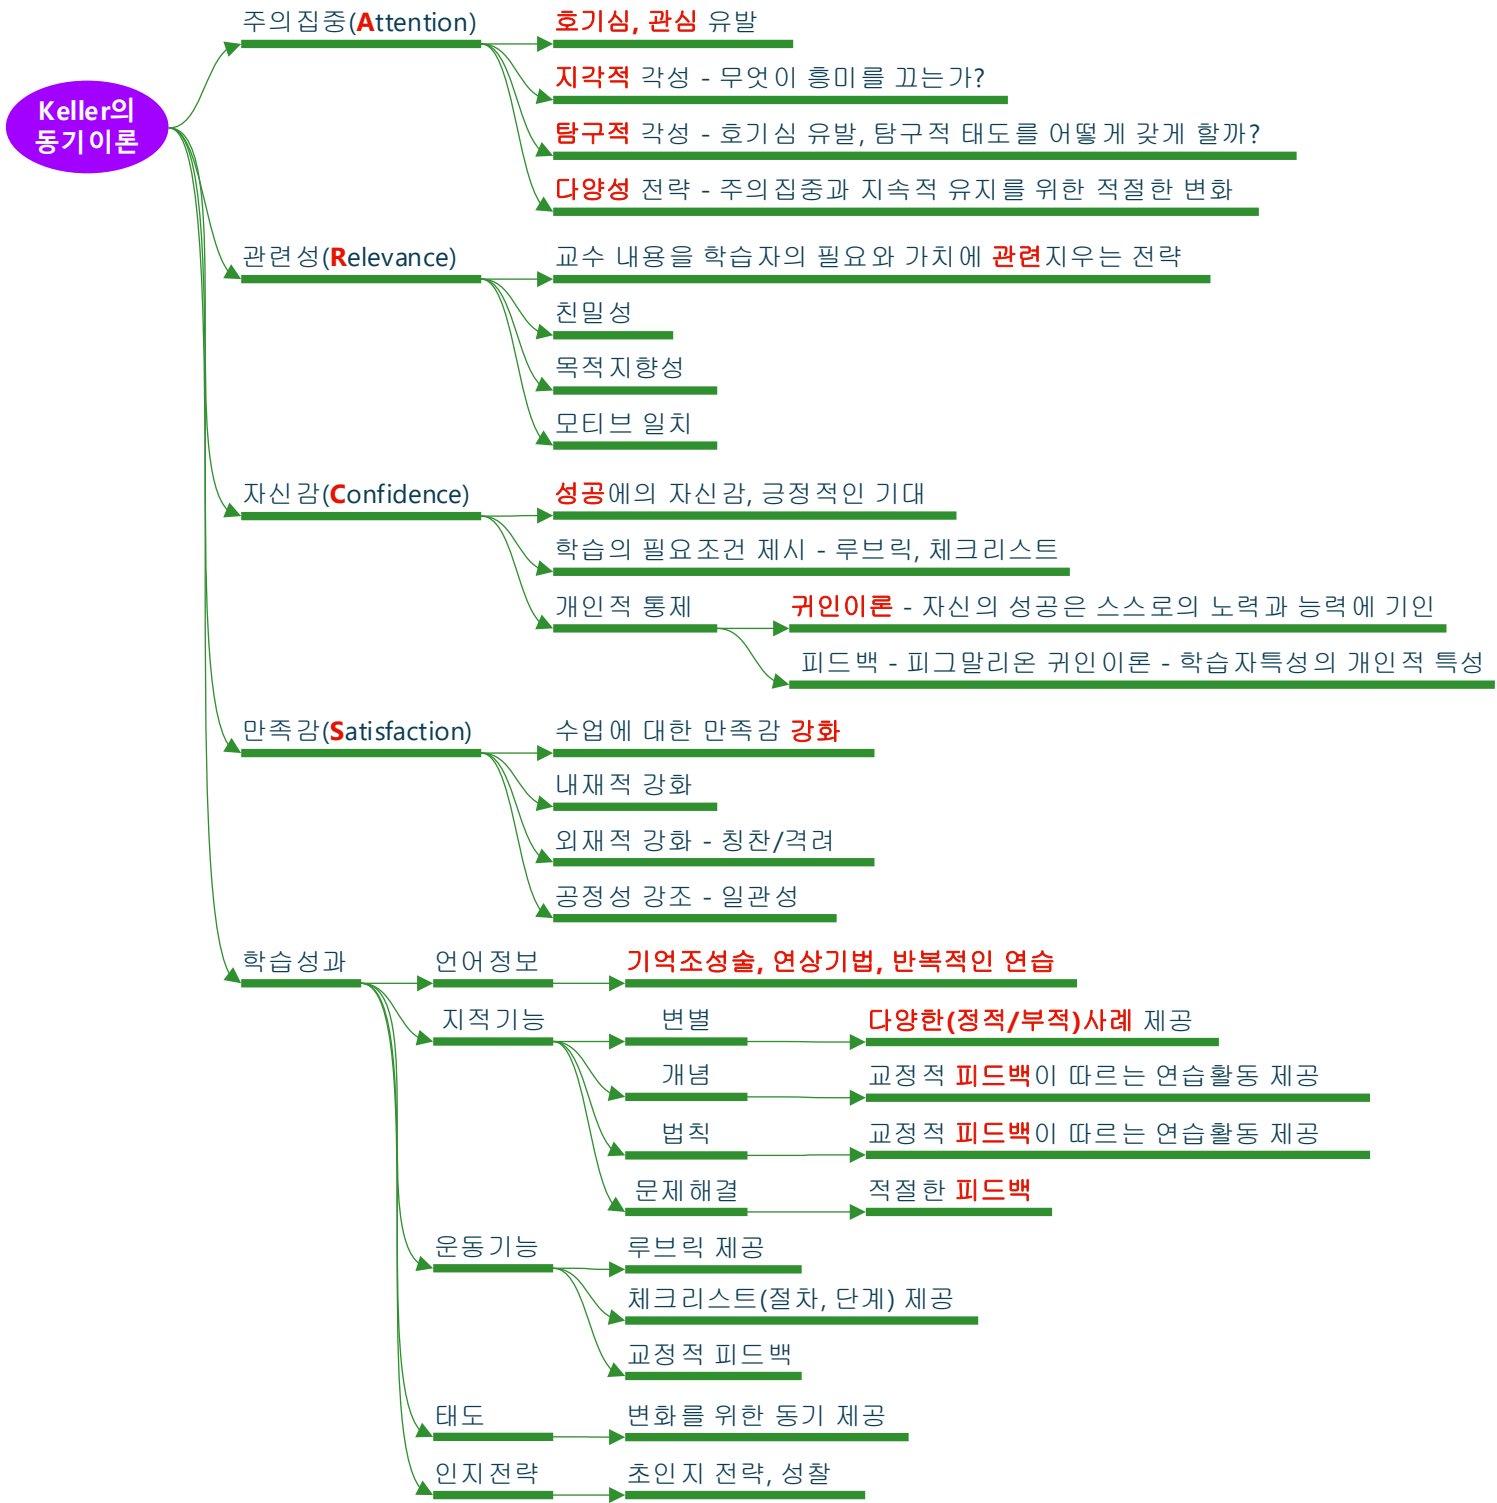 Keller의
동기이론
주의집중(Attention)
호기심, 관심 유발
지각적 각성 - 무엇이 흥미를 끄는가?
탐구적 각성 - 호기심 유발, 탐구적 태도를 어떻게 갖게 할까?
다양성 전략 - 주의집중과 지속적 유지를 위한 적절한 변화
관련성(Relevance)
교수 내용을 학습자의 필요와 가치에 관련지우는 전략
친밀성
목적지향성
모티브 일치
자신감(Confidence)
성공에의 자신감, 긍정적인 기대
학습의 필요조건 제시 - 루브릭, 체크리스트
개인적 통제
귀인이론 - 자신의 성공은 스스로의 노력과 능력에 기인
피드백 - 피그말리온 귀인이론 - 학습자특성의 개인적 특성
만족감(Satisfaction)
수업에 대한 만족감 강화
내재적 강화
외재적 강화 - 칭찬/격려
공정성 강조 - 일관성
학습성과
언어정보
기억조성술, 연상기법, 반복적인 연습
지적기능
변별
다양한(정적/부적)사례 제공
개념
교정적 피드백이 따르는 연습활동 제공
법칙
교정적 피드백이 따르는 연습활동 제공
문제해결
적절한 피드백
운동기능
루브릭 제공
체크리스트(절차, 단계) 제공
교정적 피드백
태도
변화를 위한 동기 제공
인지전략
초인지 전략, 성찰